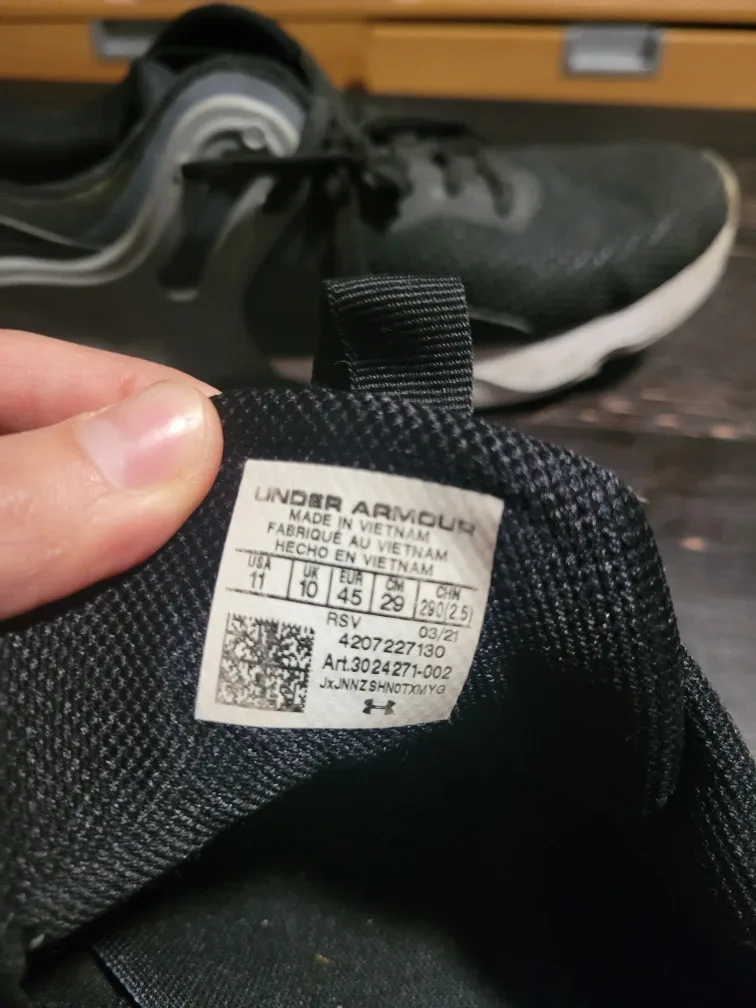 UNDER ARMOUR
MADE IN VIETNAM
FABRIQUÉ AU VIETNAM
HECHO EN VIETNAM
USA UK EUR CM CHN
11 10 45 29 290(2.5)
RSV 03/21
4207227130
Art.3024271-002
JxJNNZSHN0TXMYG